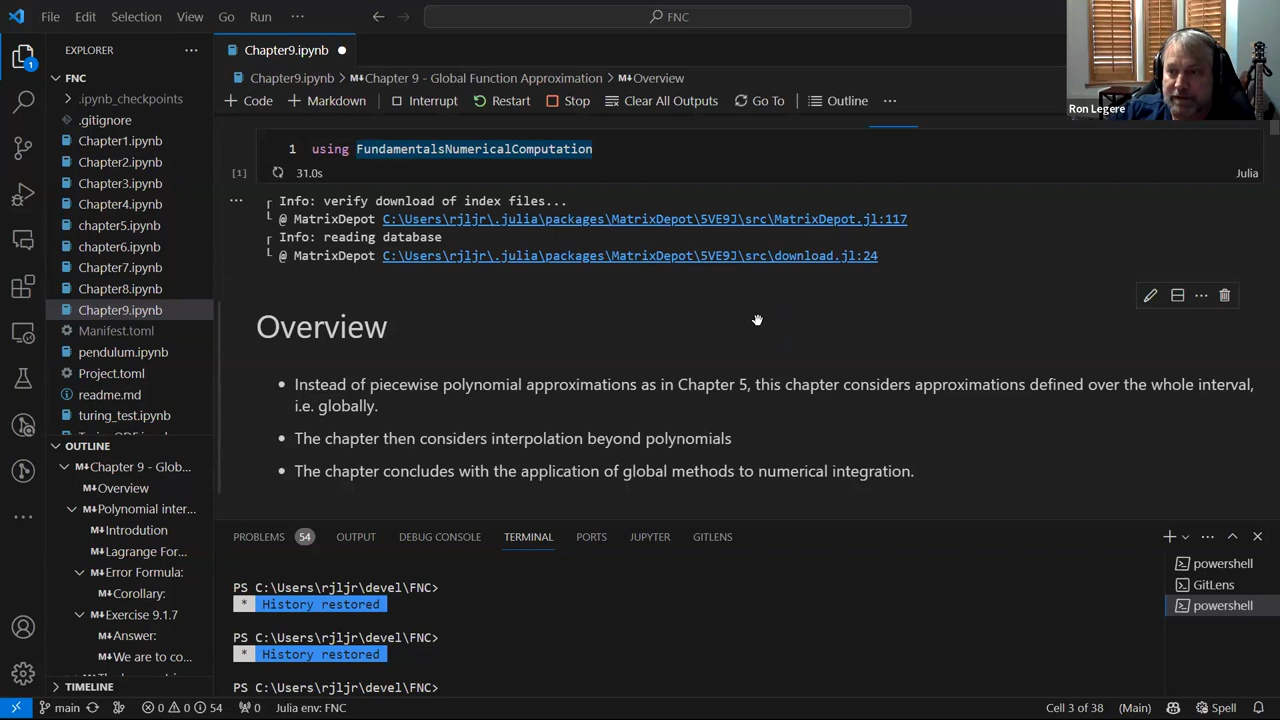 File Edit Selection View Go Run ··· FNC
EXPLORER ···
FNC
.ipynb_checkpoints
.gitignore
Chapter1.ipynb
Chapter2.ipynb
Chapter3.ipynb
Chapter4.ipynb
chapter5.ipynb
chapter6.ipynb
Chapter7.ipynb
Chapter8.ipynb
Chapter9.ipynb
Manifest.toml
pendulum.ipynb
Project.toml
readme.md
turing_test.ipynb
OUTLINE
Chapter 9 - Glob...
Overview
Polynomial inter...
Introdution
Lagrange For...
Error Formula:
Corollary:
Exercise 9.1.7
Answer:
We are to co...
TIMELINE
Chapter9.ipynb
Chapter9.ipynb Chapter 9 - Global Function Approximation Overview
Code Markdown Interrupt Restart Stop Clear All Outputs Go To Outline ···
Ron Legere
1 using FundamentalsNumericalComputation
[1] 31.0s Julia
Info: verify download of index files...
@ MatrixDepot C:\Users\rjljr\.julia\packages\MatrixDepot\5VE9J\src\MatrixDepot.jl:117
Info: reading database
@ MatrixDepot C:\Users\rjljr\.julia\packages\MatrixDepot\5VE9J\src\download.jl:24
Overview
• Instead of piecewise polynomial approximations as in Chapter 5, this chapter considers approximations defined over the whole interval,
i.e. globally.
• The chapter then considers interpolation beyond polynomials
• The chapter concludes with the application of global methods to numerical integration.
PROBLEMS 54 OUTPUT DEBUG CONSOLE TERMINAL PORTS JUPYTER GITLENS
PS C:\Users\rjljr\devel\FNC>
* History restored
PS C:\Users\rjljr\devel\FNC>
* History restored
PS C:\Users\rjljr\devel\FNC>
powershell
GitLens
powershell
main 0 0 54 0 Julia env: FNC Cell 3 of 38 (Main) Spell